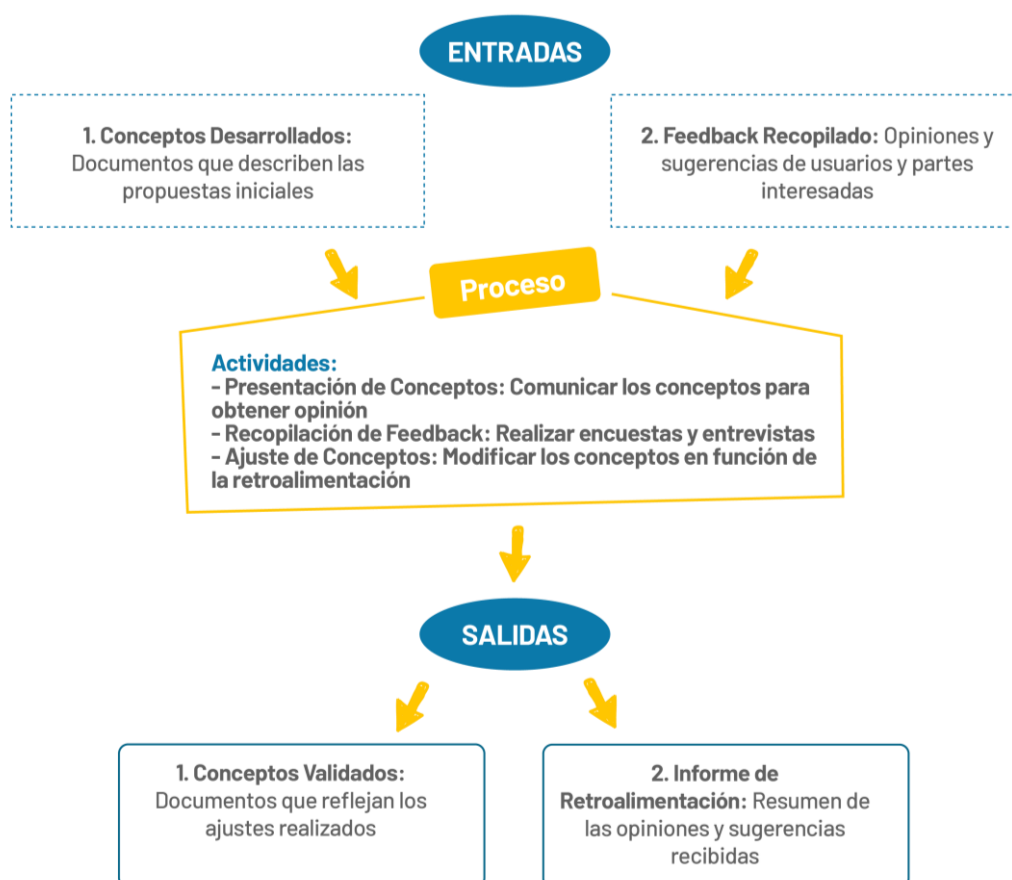 ENTRADAS
1. Conceptos Desarrollados:
Documentos que describen las
propuestas iniciales
2. Feedback Recopilado: Opiniones y
sugerencias de usuarios y partes
interesadas
Proceso
Actividades:
- Presentación de Conceptos: Comunicar los conceptos para
obtener opinión
- Recopilación de Feedback: Realizar encuestas y entrevistas
- Ajuste de Conceptos: Modificar los conceptos en función de
la retroalimentación
SALIDAS
1. Conceptos Validados:
Documentos que reflejan los
ajustes realizados
2. Informe de
Retroalimentación: Resumen de
las opiniones y sugerencias
recibidas